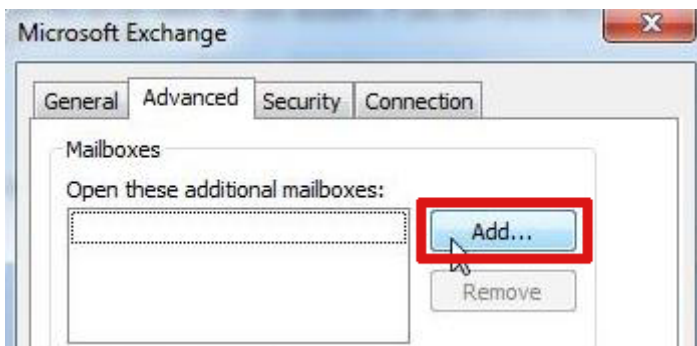 Microsoft Exchange
General Advanced Security Connection
Mailboxes
Open these additional mailboxes:
Add...
Remove